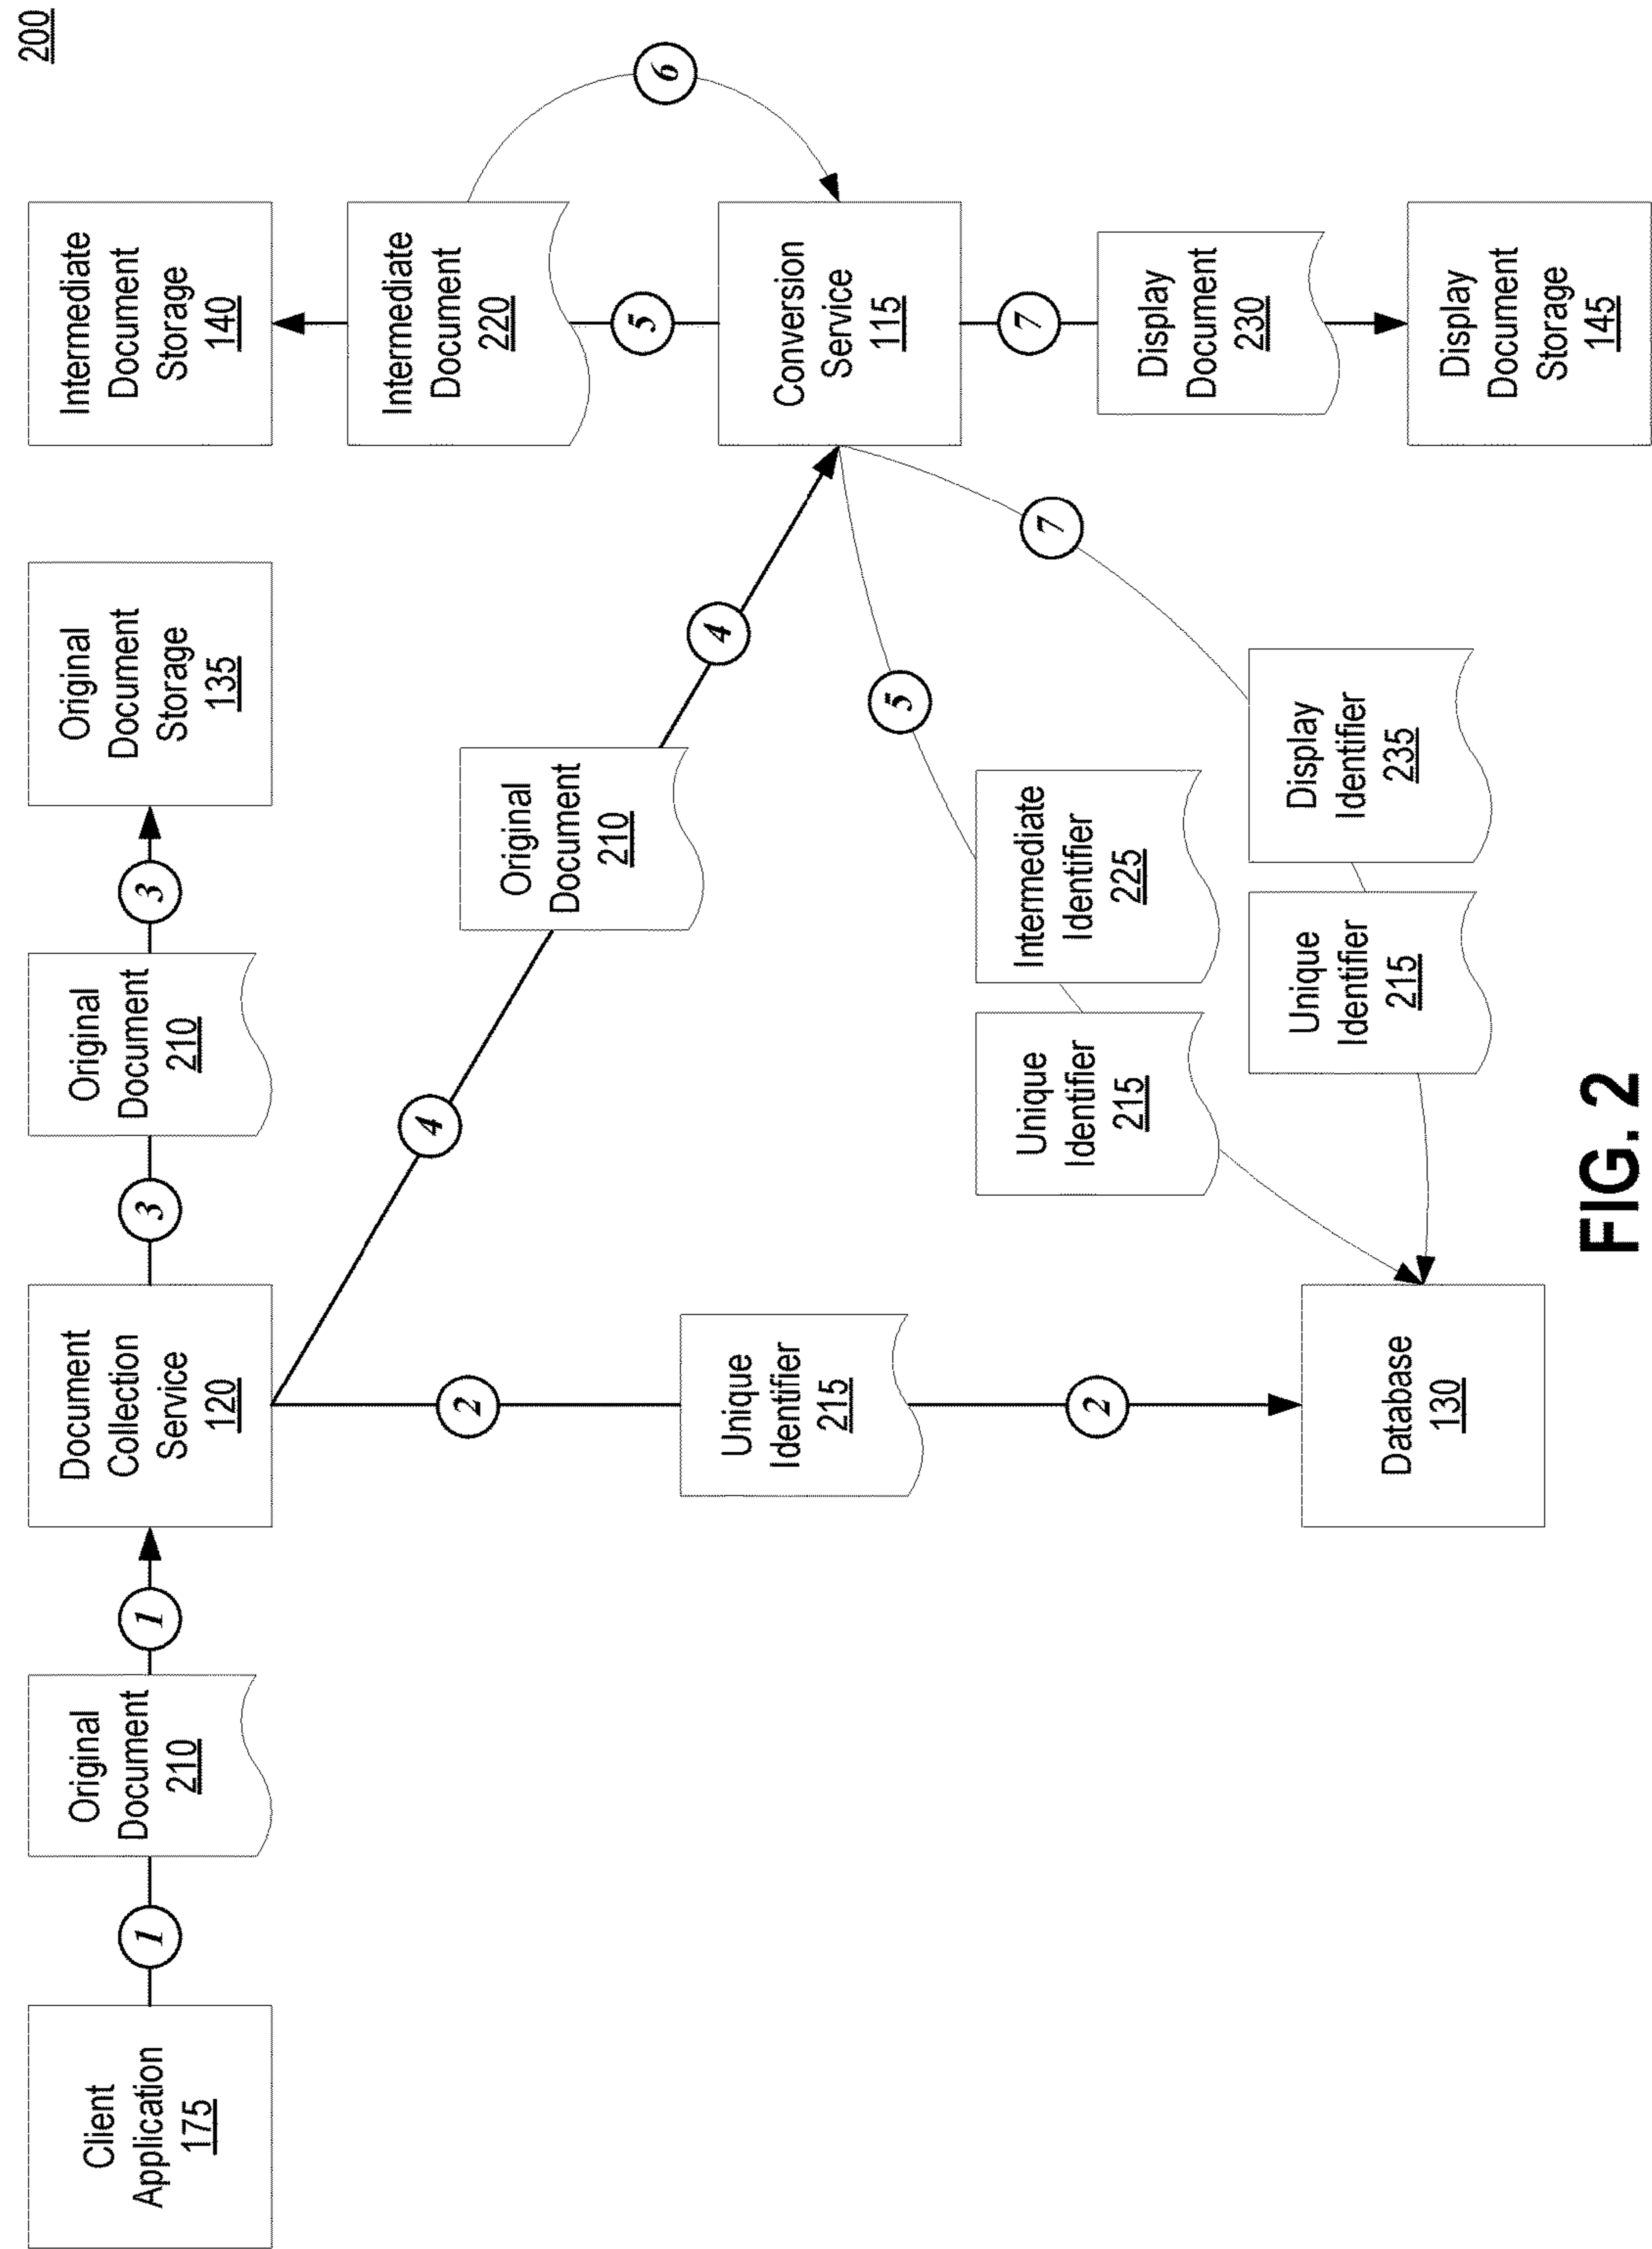 200
Client
Application
175
1
Original
Document
210
1
Document
Collection
Service
120
3
Original
Document
210
3
Original
Document
Storage
135
Intermediate
Document
Storage
140
Intermediate
Document
220
5
6
4
Original
Document
210
4
Conversion
Service
115
2
Unique
Identifier
215
2
5
Intermediate
Identifier
225
Unique
Identifier
215
7
Display
Identifier
235
Unique
Identifier
215
7
Display
Document
230
Database
130
Display
Document
Storage
145
FIG. 2